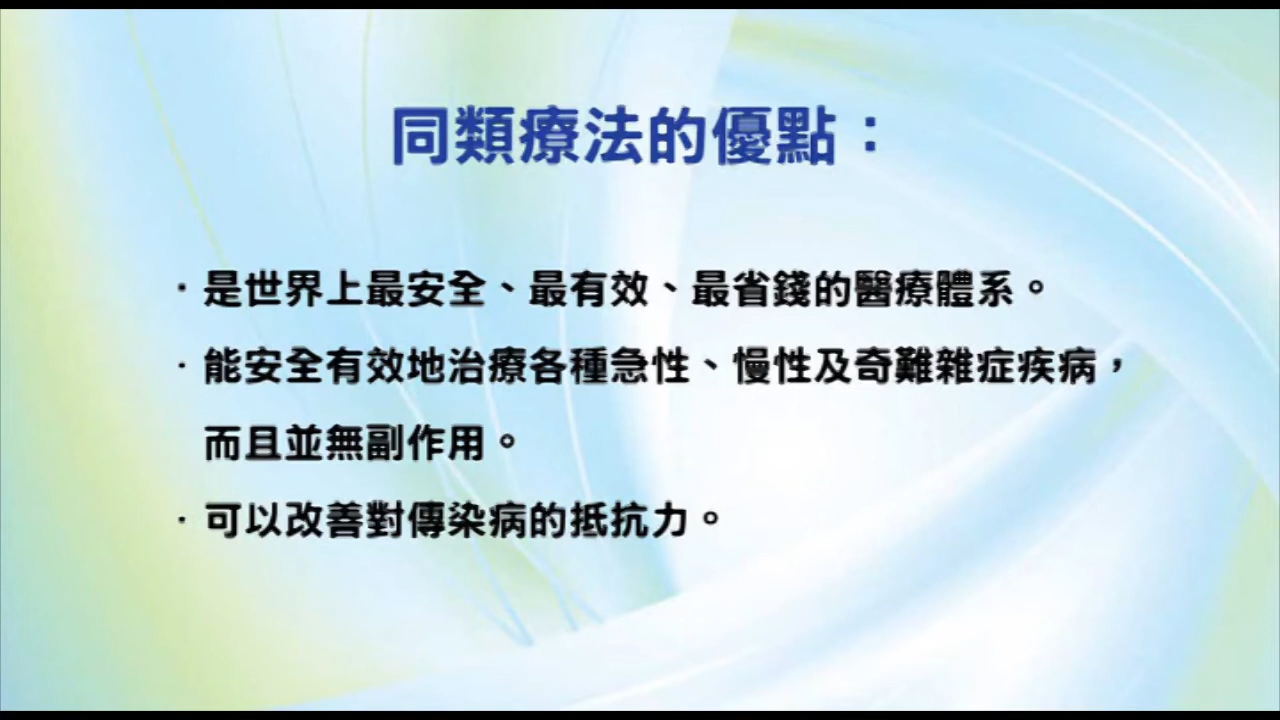 同類療法的優點：
·是世界上最安全、最有效、最省錢的醫療體系。
·能安全有效地治療各種急性、慢性及奇難雜症疾病，
而且並無副作用。
·可以改善對傳染病的抵抗力。